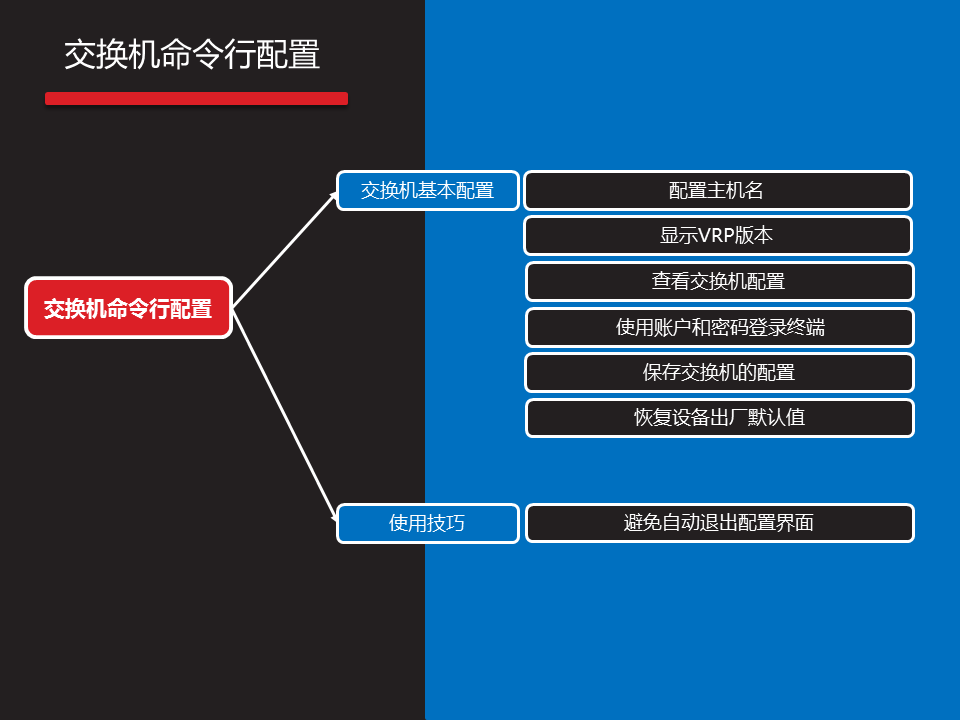 交换机命令行配置
交换机基本配置
配置主机名
显示VRP版本
查看交换机配置
使用账户和密码登录终端
保存交换机的配置
恢复设备出厂默认值
交换机命令行配置
使用技巧
避免自动退出配置界面